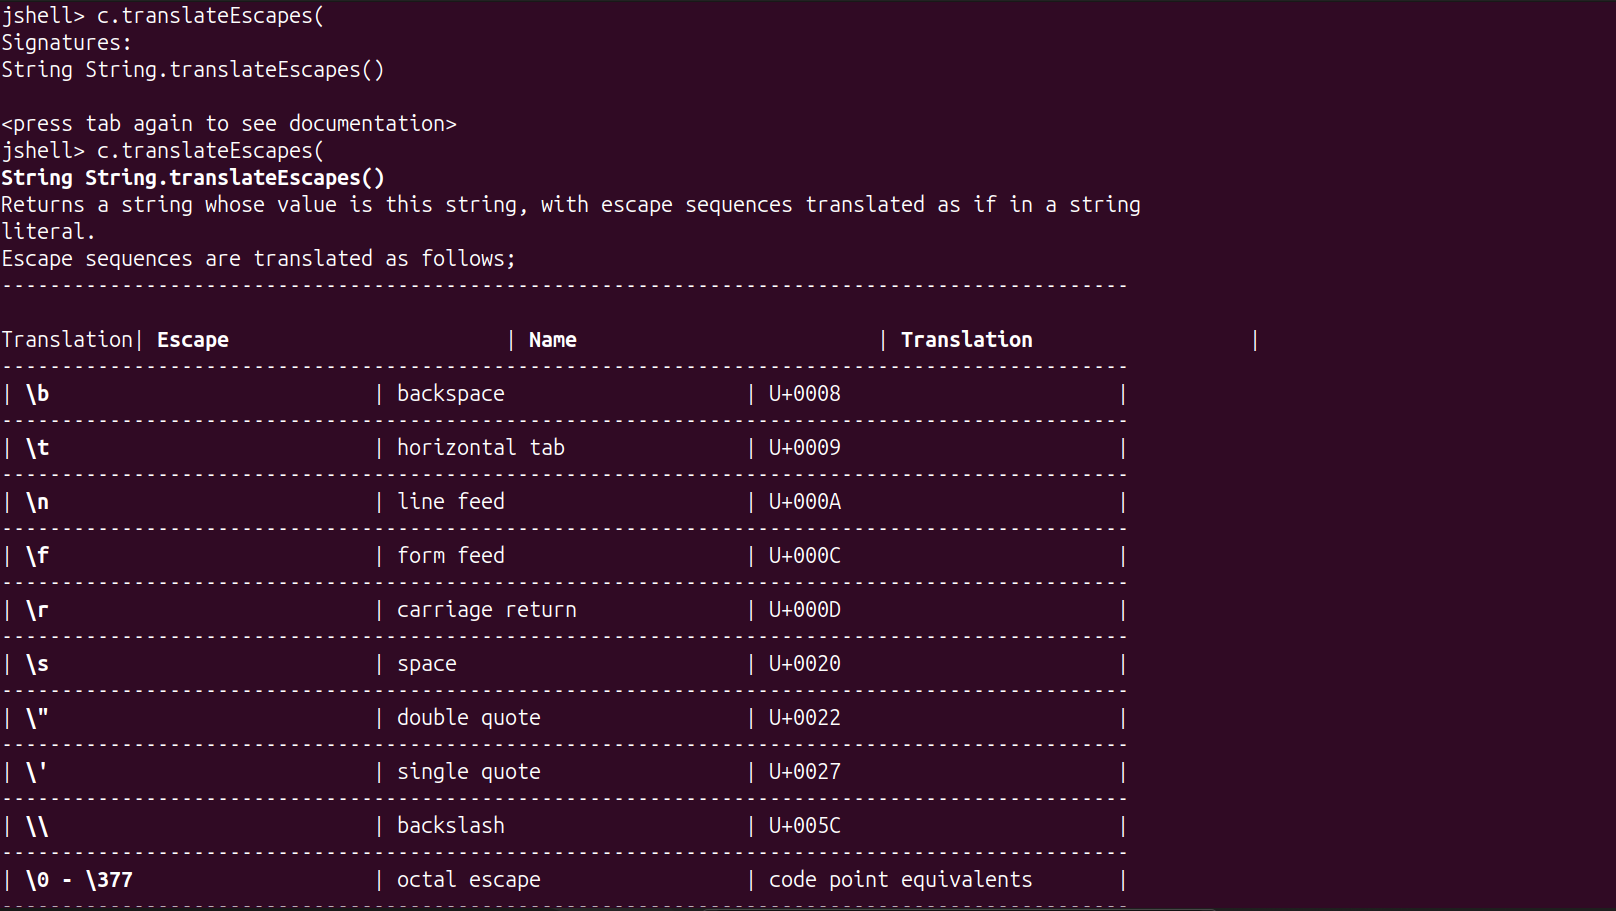 jshell> c.translateEscapes(
Signatures:
String String.translateEscapes()
<press tab again to see documentation>
jshell> c.translateEscapes(
String String.translateEscapes()
Returns a string whose value is this string, with escape sequences translated as if in a string
literal.
Escape sequences are translated as follows;
----------------------------------------------------------------------------------------------
Translation| Escape                       | Name                         | Translation                  |
----------------------------------------------------------------------------------------------
| \b                           | backspace                    | U+0008                       |
----------------------------------------------------------------------------------------------
| \t                           | horizontal tab               | U+0009                       |
----------------------------------------------------------------------------------------------
| \n                           | line feed                    | U+000A                       |
----------------------------------------------------------------------------------------------
| \f                           | form feed                    | U+000C                       |
----------------------------------------------------------------------------------------------
| \r                           | carriage return              | U+000D                       |
----------------------------------------------------------------------------------------------
| \s                           | space                        | U+0020                       |
----------------------------------------------------------------------------------------------
| \"                           | double quote                 | U+0022                       |
----------------------------------------------------------------------------------------------
| \'                           | single quote                 | U+0027                       |
----------------------------------------------------------------------------------------------
| \\                           | backslash                    | U+005C                       |
----------------------------------------------------------------------------------------------
| \0 - \377                    | octal escape                 | code point equivalents       |
----------------------------------------------------------------------------------------------